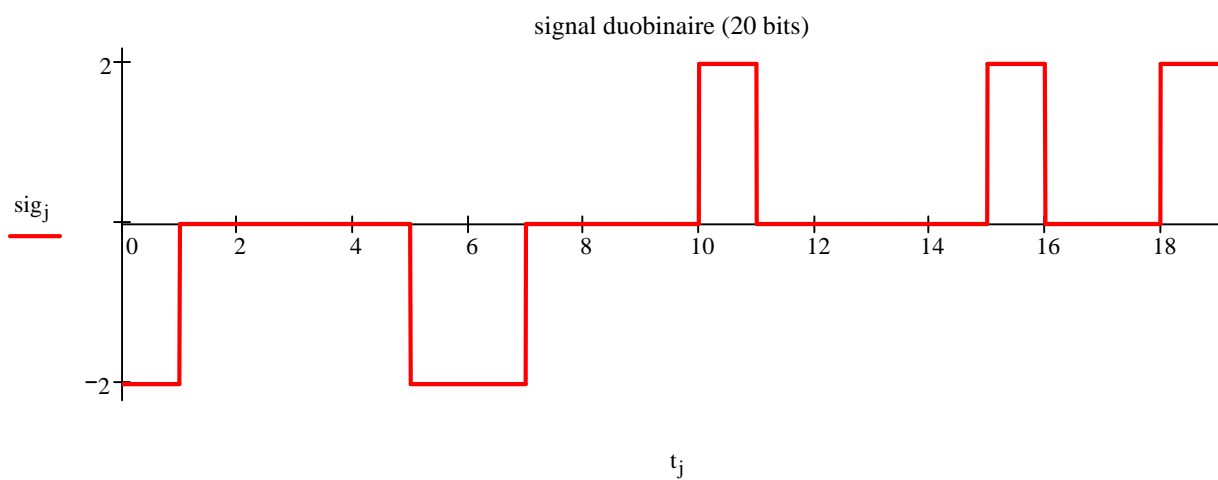 signal duobinaire (20 bits)
2
sig_j
0 2 4 6 8 10 12 14 16 18
−2
t_j